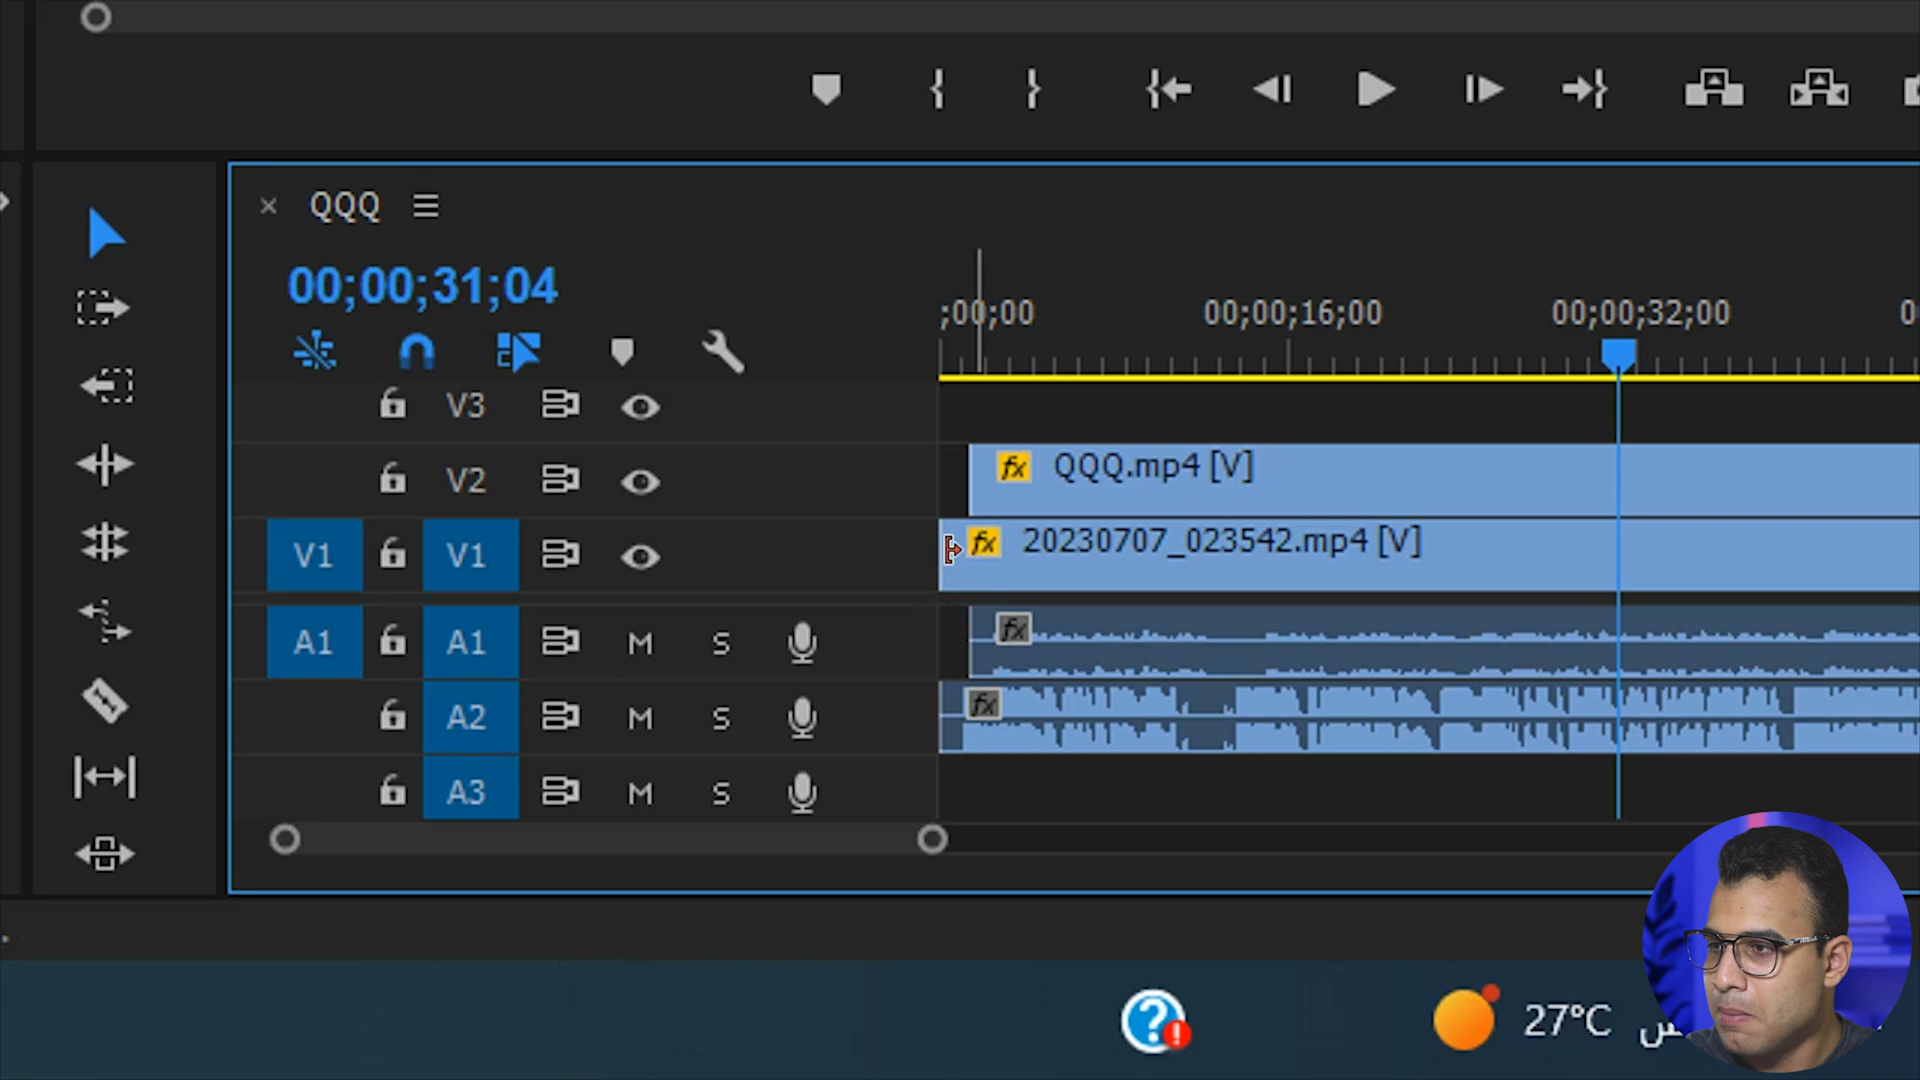 QQQ
00;00;31;04
;00;00 00;00;16;00 00;00;32;00
V3
V2 fx QQQ.mp4 [V]
V1 V1 fx 20230707_023542.mp4 [V]
A1 A1 M S fx
A2 M S fx
A3 M S
27°C